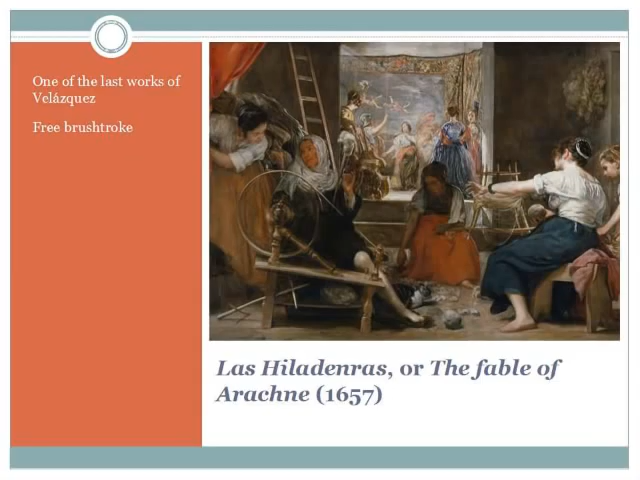 One of the last works of
Velázquez
Free brushtroke
Las Hiladenras, or The fable of
Arachne (1657)